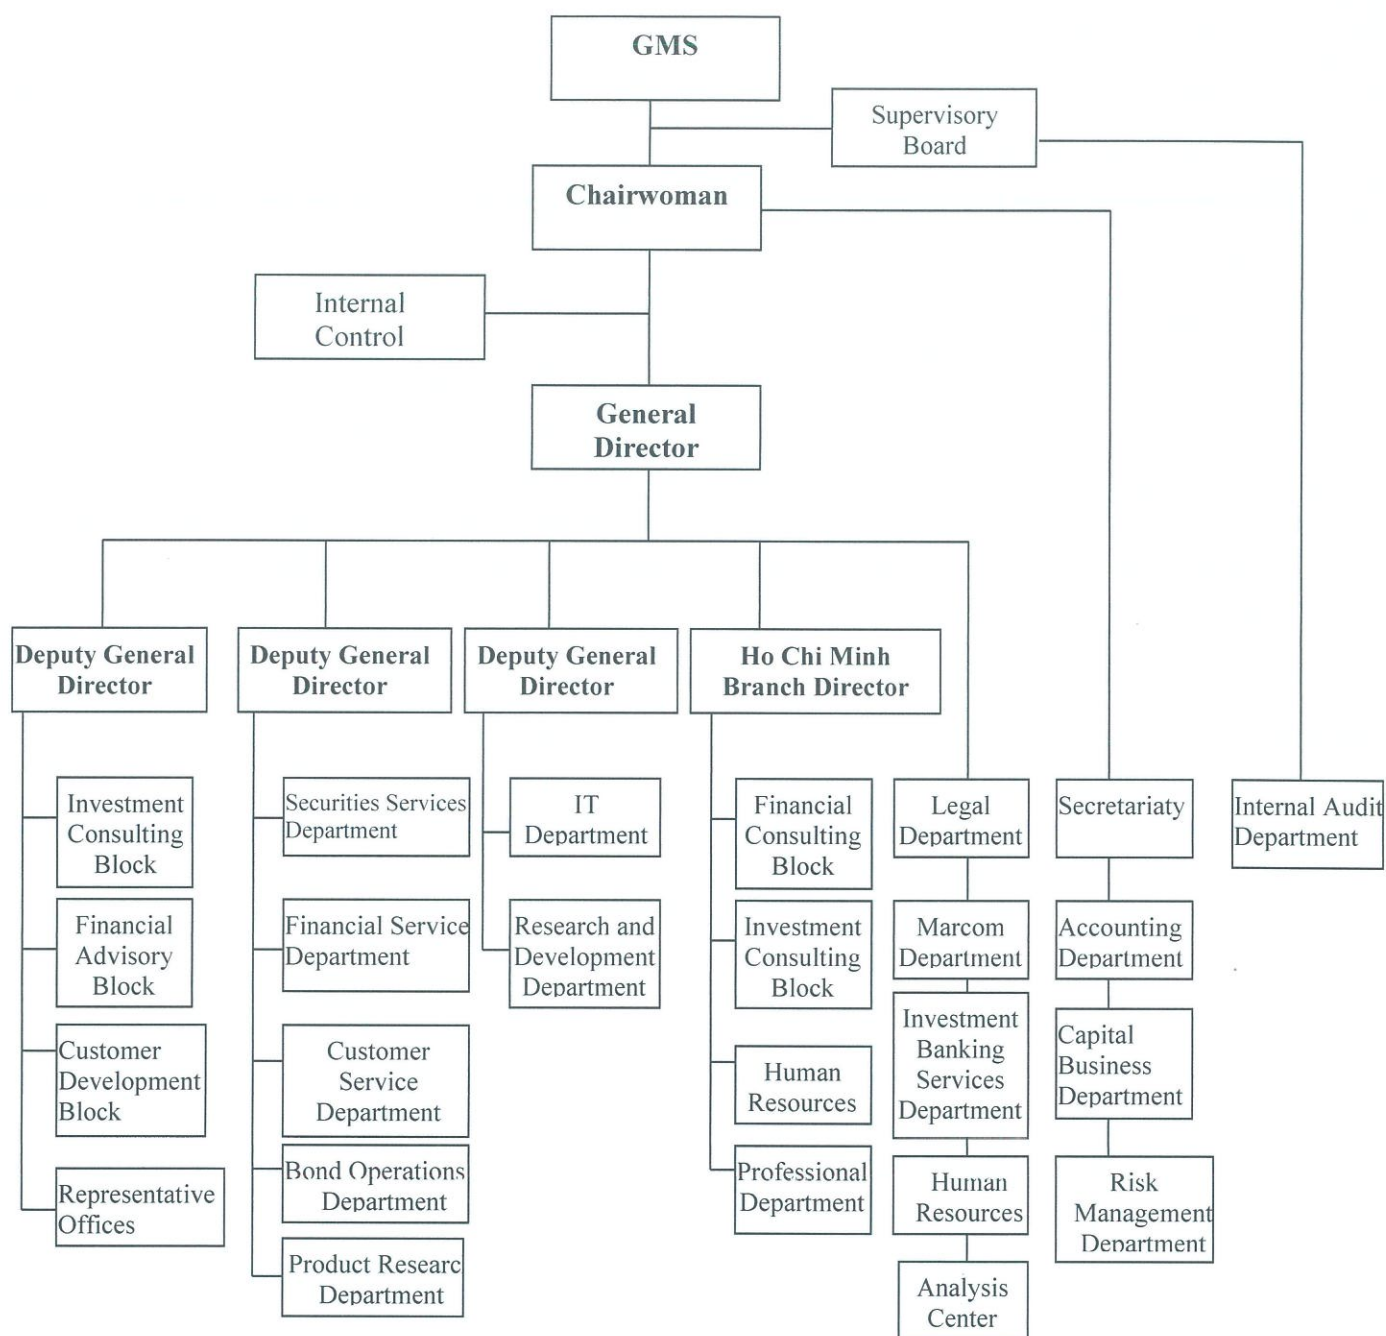 GMS
Supervisory
Board
Chairwoman
Internal
Control
General
Director
Deputy General
Director
Deputy General
Director
Deputy General
Director
Ho Chi Minh
Branch Director
Investment
Consulting
Block
Financial
Advisory
Block
Customer
Development
Block
Representative
Offices
Securities Services
Department
Financial Service
Department
Customer
Service
Department
Bond Operations
Department
Product Researc
Department
IT
Department
Research and
Development
Department
Financial
Consulting
Block
Investment
Consulting
Block
Human
Resources
Professional
Department
Legal
Department
Marcom
Department
Investment
Banking
Services
Department
Human
Resources
Analysis
Center
Secretariaty
Accounting
Department
Capital
Business
Department
Risk
Management
Department
Internal Audit
Department